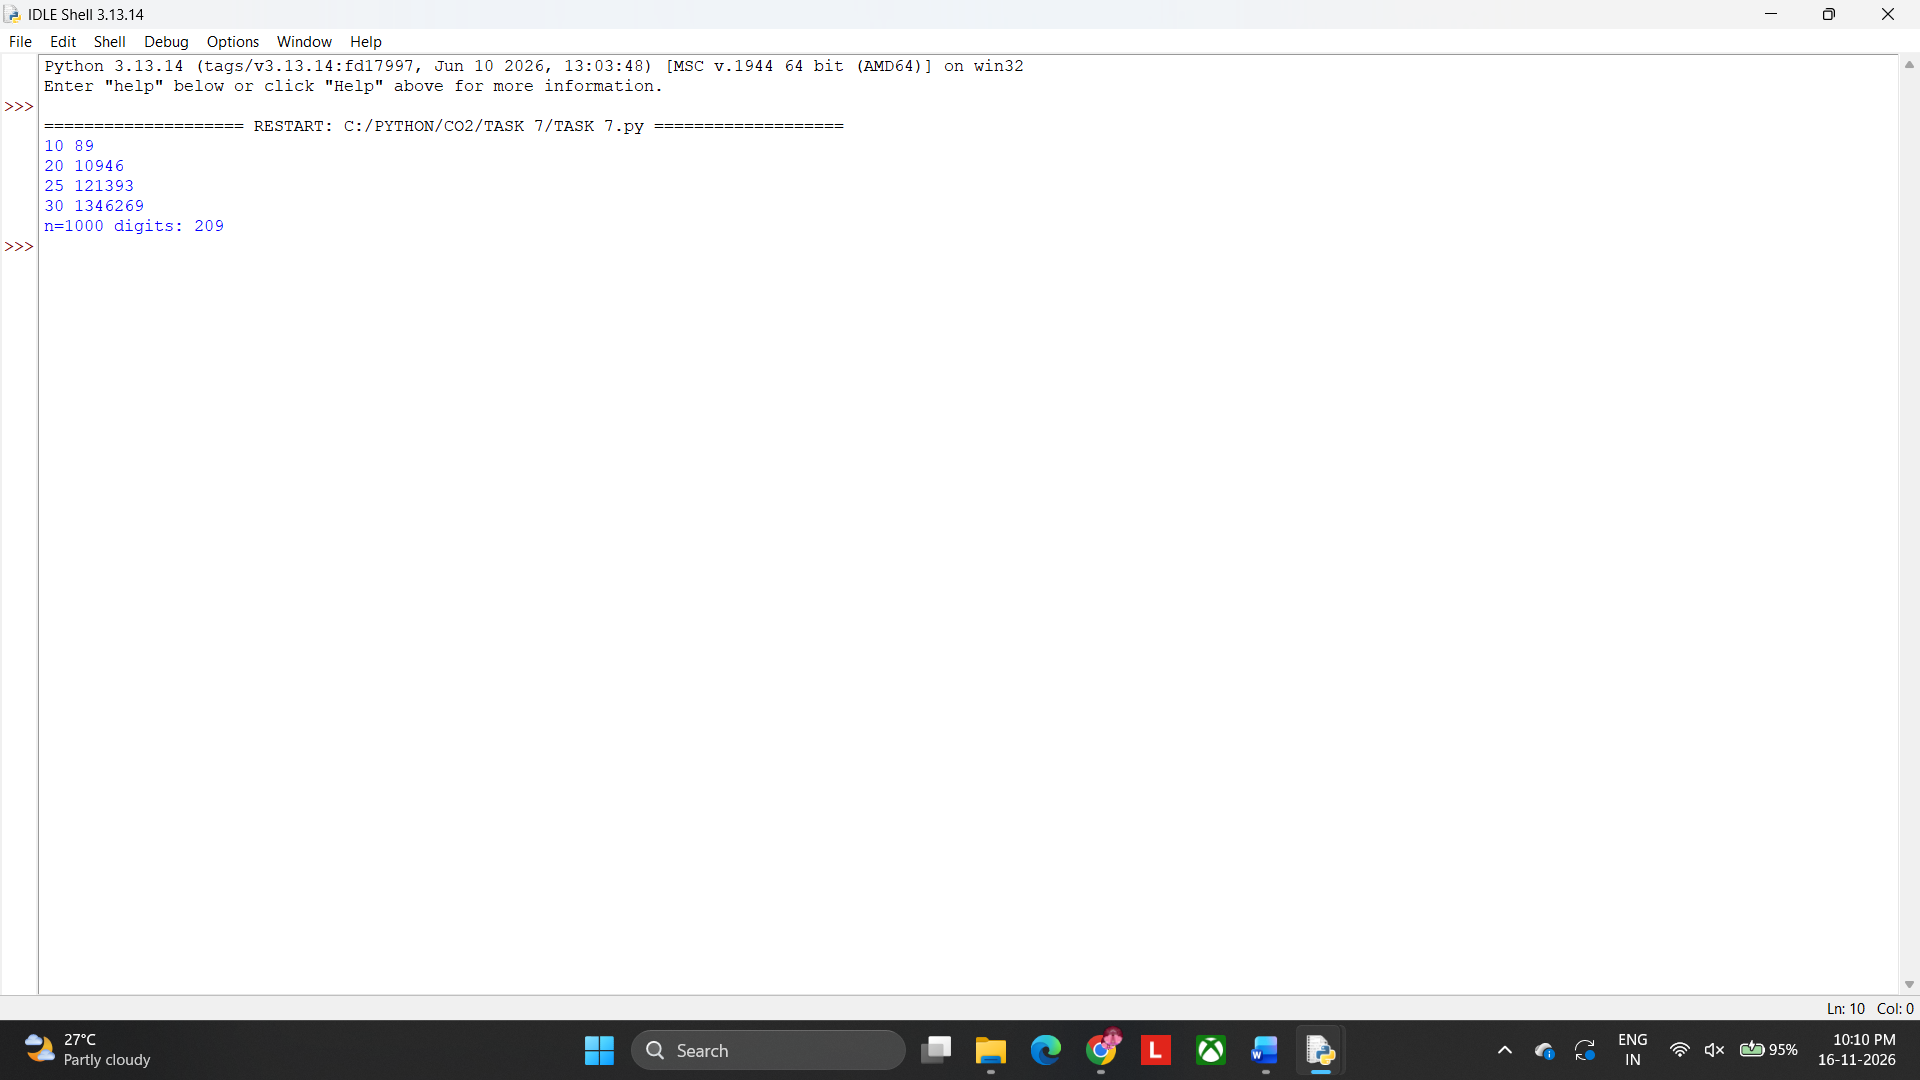 IDLE Shell 3.13.14
File Edit Shell Debug Options Window Help
Python 3.13.14 (tags/v3.13.14:fd17997, Jun 10 2026, 13:03:48) [MSC v.1944 64 bit (AMD64)] on win32
Enter "help" below or click "Help" above for more information.
>>>
==================== RESTART: C:/PYTHON/CO2/TASK 7/TASK 7.py ===================
10 89
20 10946
25 121393
30 1346269
n=1000 digits: 209
>>>
Ln: 10 Col: 0
27°C
Partly cloudy
Search
L
W
ENG
IN
95%
10:10 PM
16-11-2026